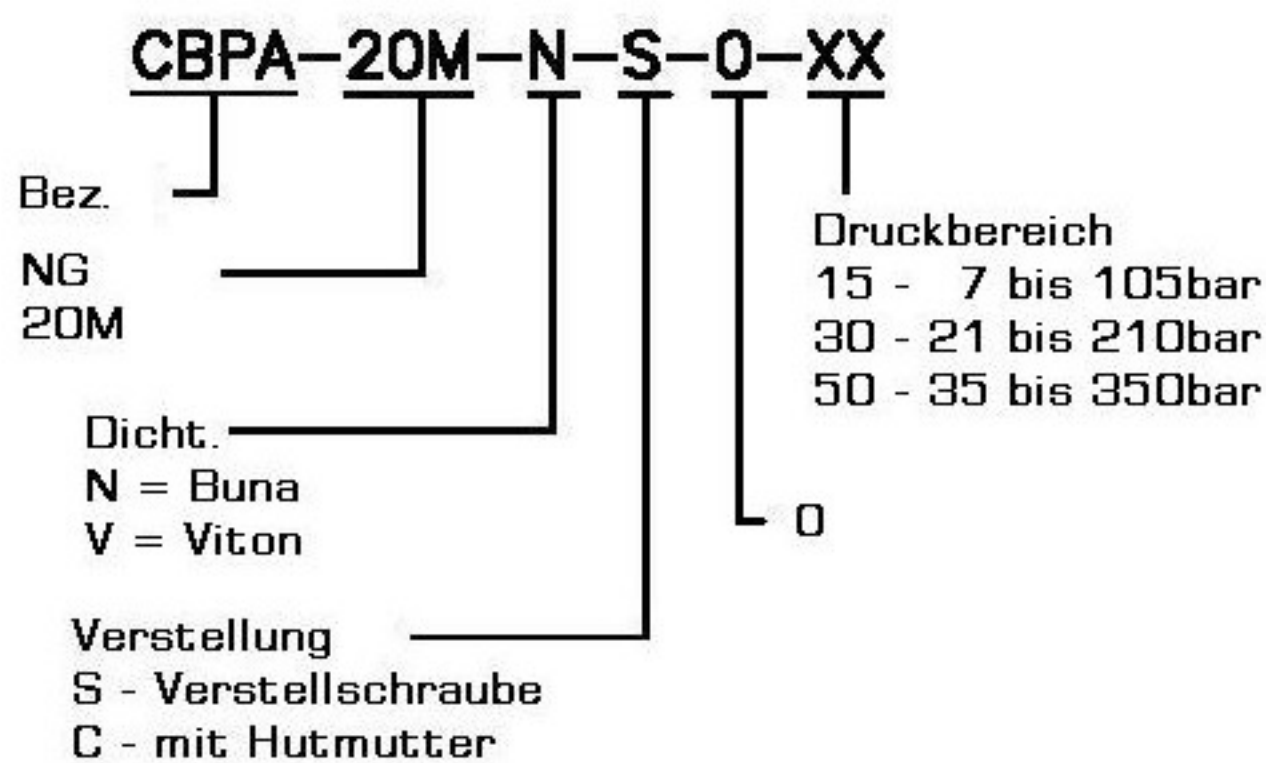 CBPA-20M-N-S-0-XX
Bez.
NG
20M
Druckbereich
15 - 7 bis 105bar
30 - 21 bis 210bar
50 - 35 bis 350bar
Dicht.
N = Buna
V = Viton
0
Verstellung
S - Verstellschraube
C - mit Hutmutter